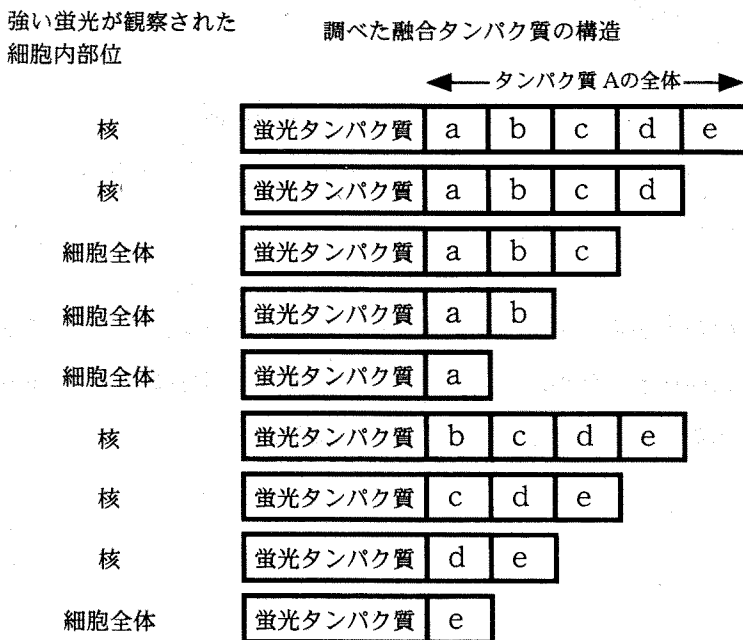 強い蛍光が観察された
細胞内部位
調べた融合タンパク質の構造
タンパク質 Aの全体
核 蛍光タンパク質 a b c d e
核 蛍光タンパク質 a b c d
細胞全体 蛍光タンパク質 a b c
細胞全体 蛍光タンパク質 a b
細胞全体 蛍光タンパク質 a
核 蛍光タンパク質 b c d e
核 蛍光タンパク質 c d e
核 蛍光タンパク質 d e
細胞全体 蛍光タンパク質 e